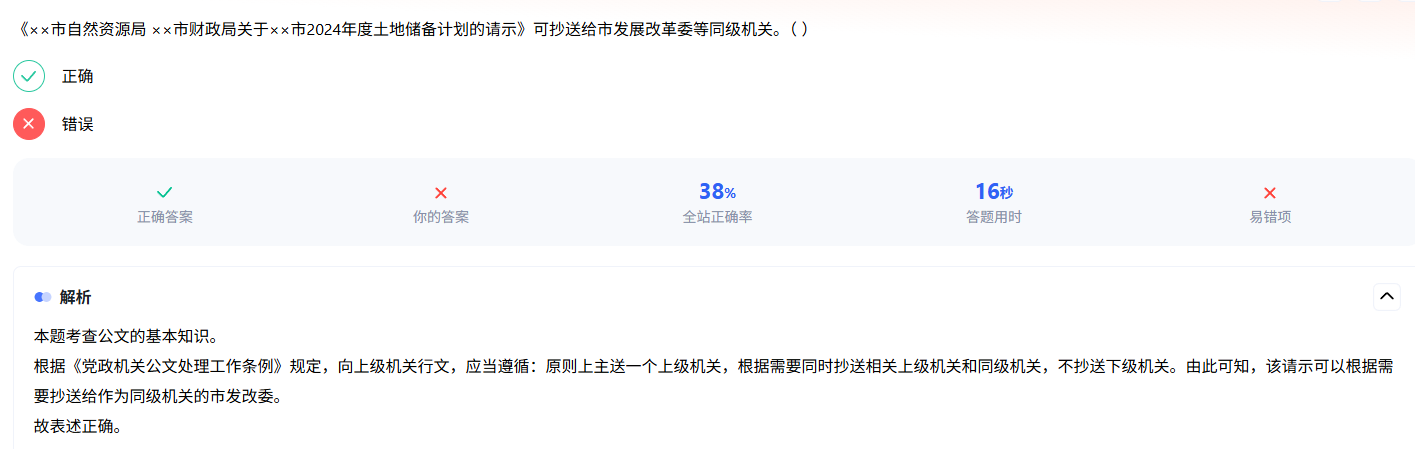 《××市自然资源局 ××市财政局关于××市2024年度土地储备计划的请示》可抄送给市发展改革委等同级机关。( )
正确
错误
38%
16秒
正确答案
你的答案
全站正确率
答题用时
易错项
解析
本题考查公文的基本知识。
根据《党政机关公文处理工作条例》规定，向上级机关行文，应当遵循：原则上主送一个上级机关，根据需要同时抄送相关上级机关和同级机关，不抄送下级机关。由此可知，该请示可以根据需
要抄送给作为同级机关的市发改委。
故表述正确。